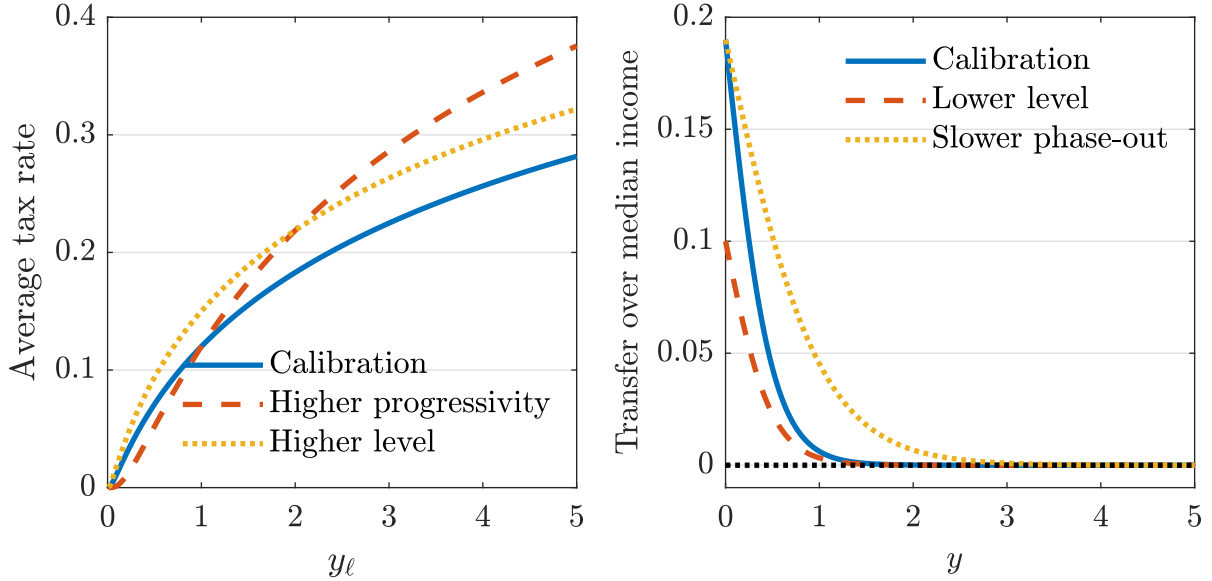 Average tax rate
0.4
0.3
0.2
0.1
0
0 1 2 3 4 5
yℓ
Calibration
Higher progressivity
Higher level
Transfer over median income
0.2
0.15
0.1
0.05
0
0 1 2 3 4 5
y
Calibration
Lower level
Slower phase-out